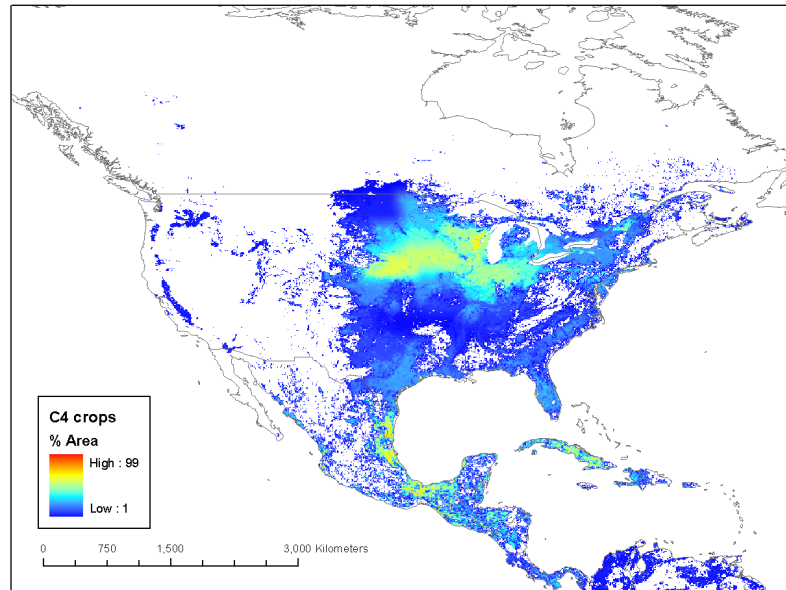 C4 crops
% Area
High : 99
Low : 1
0 750 1,500 3,000 Kilometers